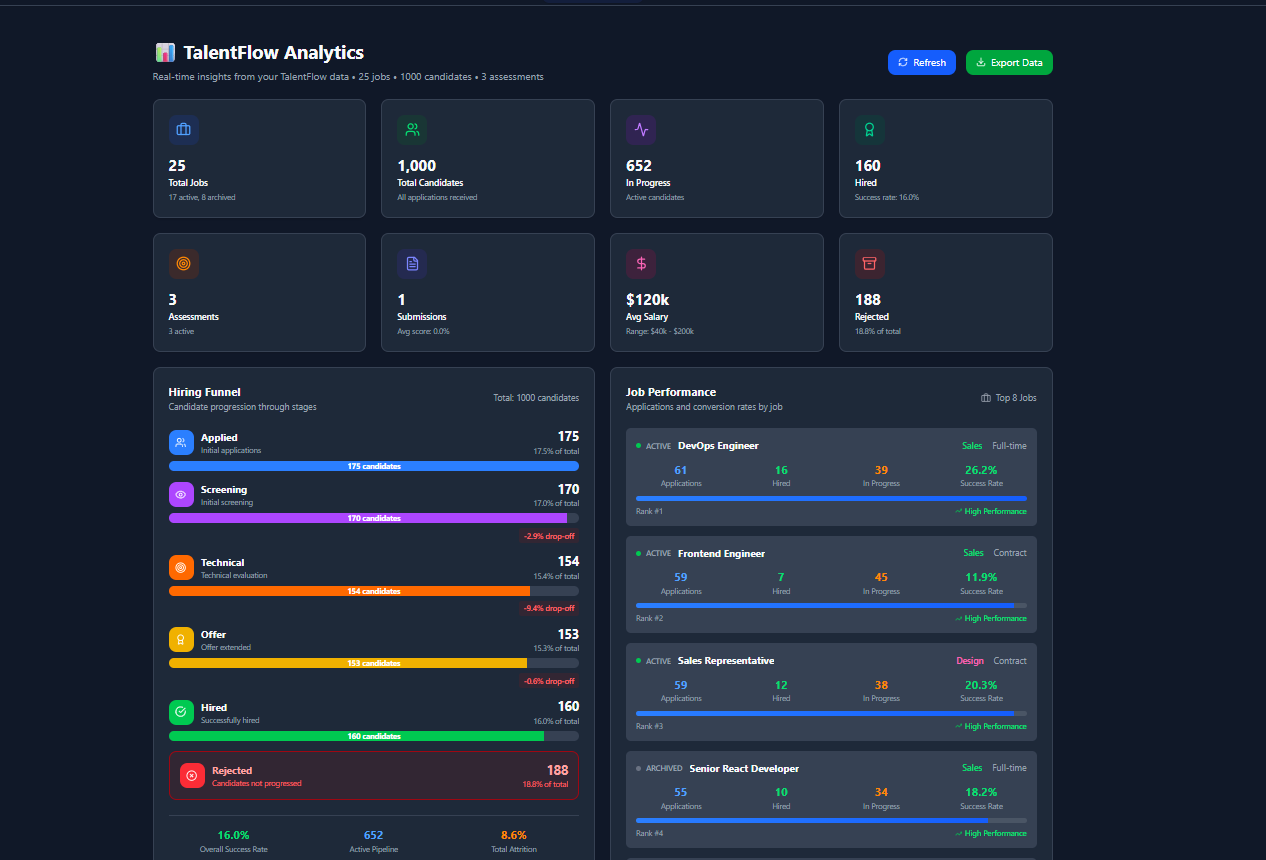 TalentFlow Analytics
Real-time insights from your TalentFlow data • 25 jobs • 1000 candidates • 3 assessments
Refresh
Export Data
25
Total Jobs
17 active, 8 archived
1,000
Total Candidates
All applications received
652
In Progress
Active candidates
160
Hired
Success rate: 16.0%
3
Assessments
3 active
1
Submissions
Avg score: 0.0%
$120k
Avg Salary
Range: $40k - $200k
188
Rejected
18.8% of total
Hiring Funnel
Candidate progression through stages
Total: 1000 candidates
Applied
Initial applications
175
17.5% of total
175 candidates
Screening
Initial screening
170
17.0% of total
170 candidates
-2.9% drop-off
Technical
Technical evaluation
154
15.4% of total
154 candidates
-9.4% drop-off
Offer
Offer extended
153
15.3% of total
153 candidates
-0.6% drop-off
Hired
Successfully hired
160
16.0% of total
160 candidates
Rejected
Candidates not progressed
188
18.8% of total
16.0%
Overall Success Rate
652
Active Pipeline
8.6%
Total Attrition
Job Performance
Applications and conversion rates by job
Top 8 Jobs
ACTIVE DevOps Engineer Sales Full-time
61 16 39 26.2%
Applications Hired In Progress Success Rate
Rank #1 High Performance
ACTIVE Frontend Engineer Sales Contract
59 7 45 11.9%
Applications Hired In Progress Success Rate
Rank #2 High Performance
ACTIVE Sales Representative Design Contract
59 12 38 20.3%
Applications Hired In Progress Success Rate
Rank #3 High Performance
ARCHIVED Senior React Developer Sales Full-time
55 10 34 18.2%
Applications Hired In Progress Success Rate
Rank #4 High Performance